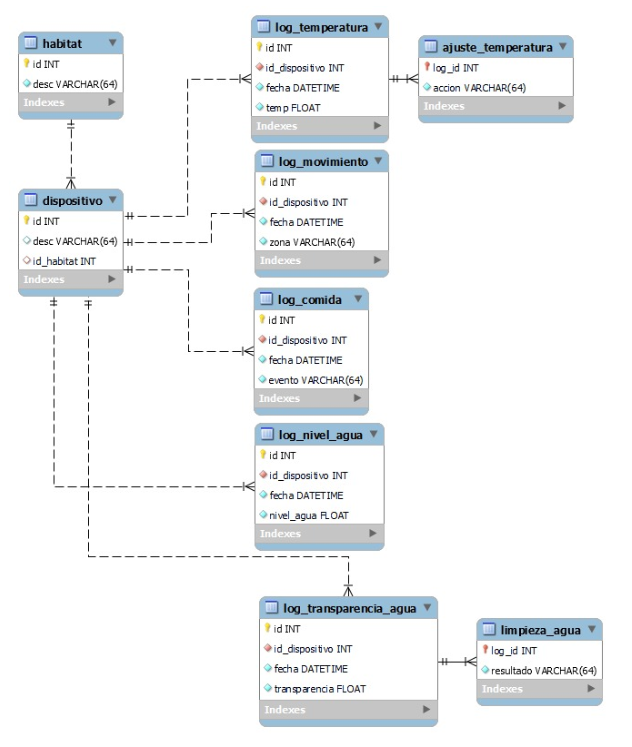 habitat
id INT
desc VARCHAR(64)
Indexes
dispositivo
id INT
desc VARCHAR(64)
id_habitat INT
Indexes
log_temperatura
id INT
id_dispositivo INT
fecha DATETIME
temp FLOAT
Indexes
ajuste_temperatura
log_id INT
accion VARCHAR(64)
Indexes
log_movimiento
id INT
id_dispositivo INT
fecha DATETIME
zona VARCHAR(64)
Indexes
log_comida
id INT
id_dispositivo INT
fecha DATETIME
evento VARCHAR(64)
Indexes
log_nivel_agua
id INT
id_dispositivo INT
fecha DATETIME
nivel_agua FLOAT
Indexes
log_transparencia_agua
id INT
id_dispositivo INT
fecha DATETIME
transparencia FLOAT
Indexes
limpieza_agua
log_id INT
resultado VARCHAR(64)
Indexes